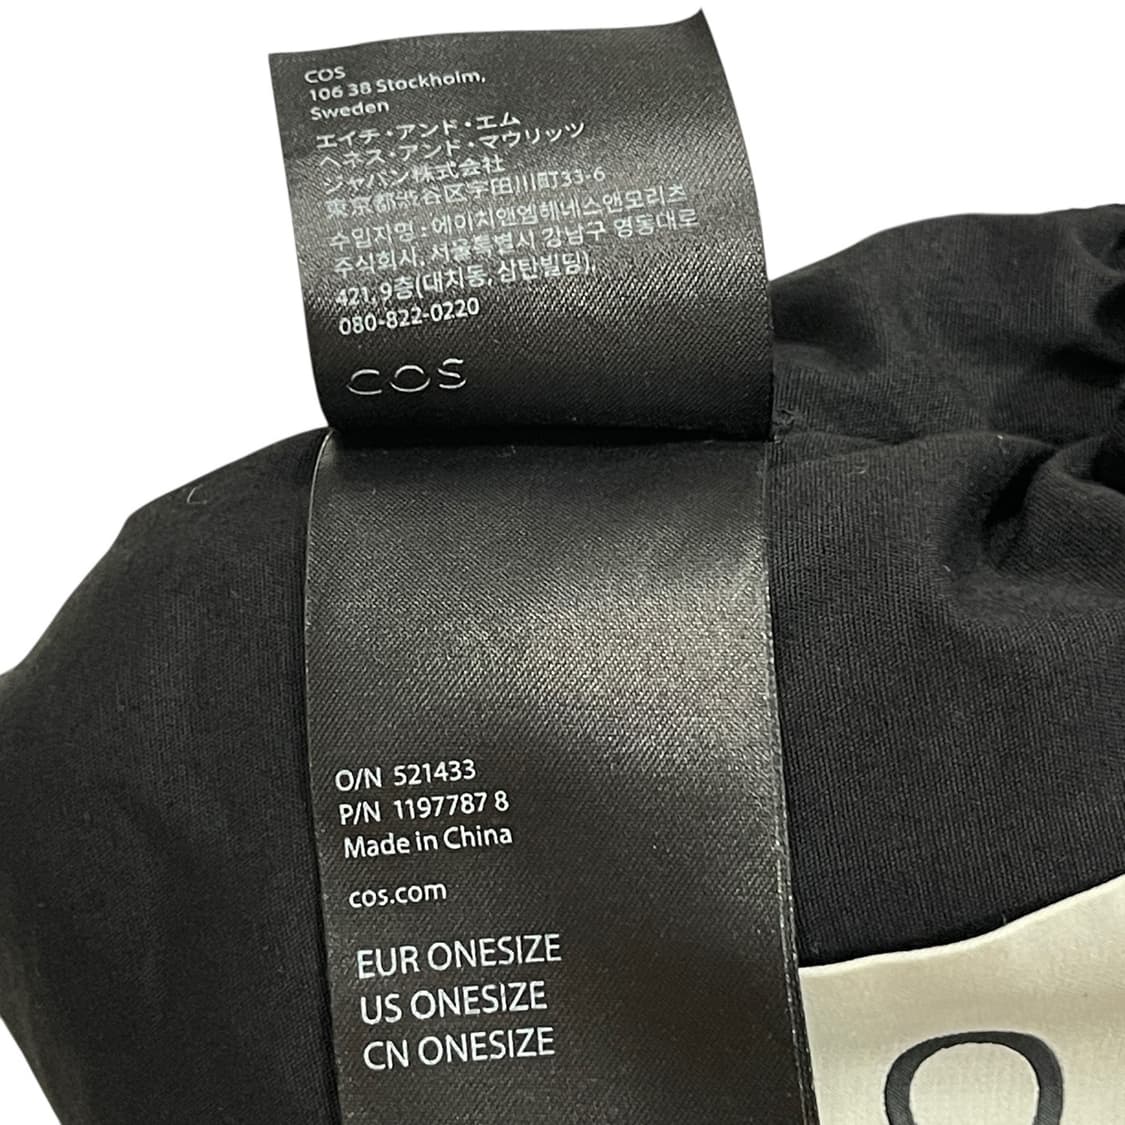 COS
106 38 Stockholm,
Sweden
エイチ・アンド・エム
ヘネス・アンド・マウリッツ
ジャパン株式会社
東京都渋谷区宇田川町33-6
수입자명 : 에이치앤엠헤네스앤모리츠
주식회사, 서울특별시 강남구 영동대로
421, 9층(대치동, 삼탄빌딩),
080-822-0220
COS
O/N 521433
P/N 1197787 8
Made in China
cos.com
EUR ONESIZE
US ONESIZE
CN ONESIZE